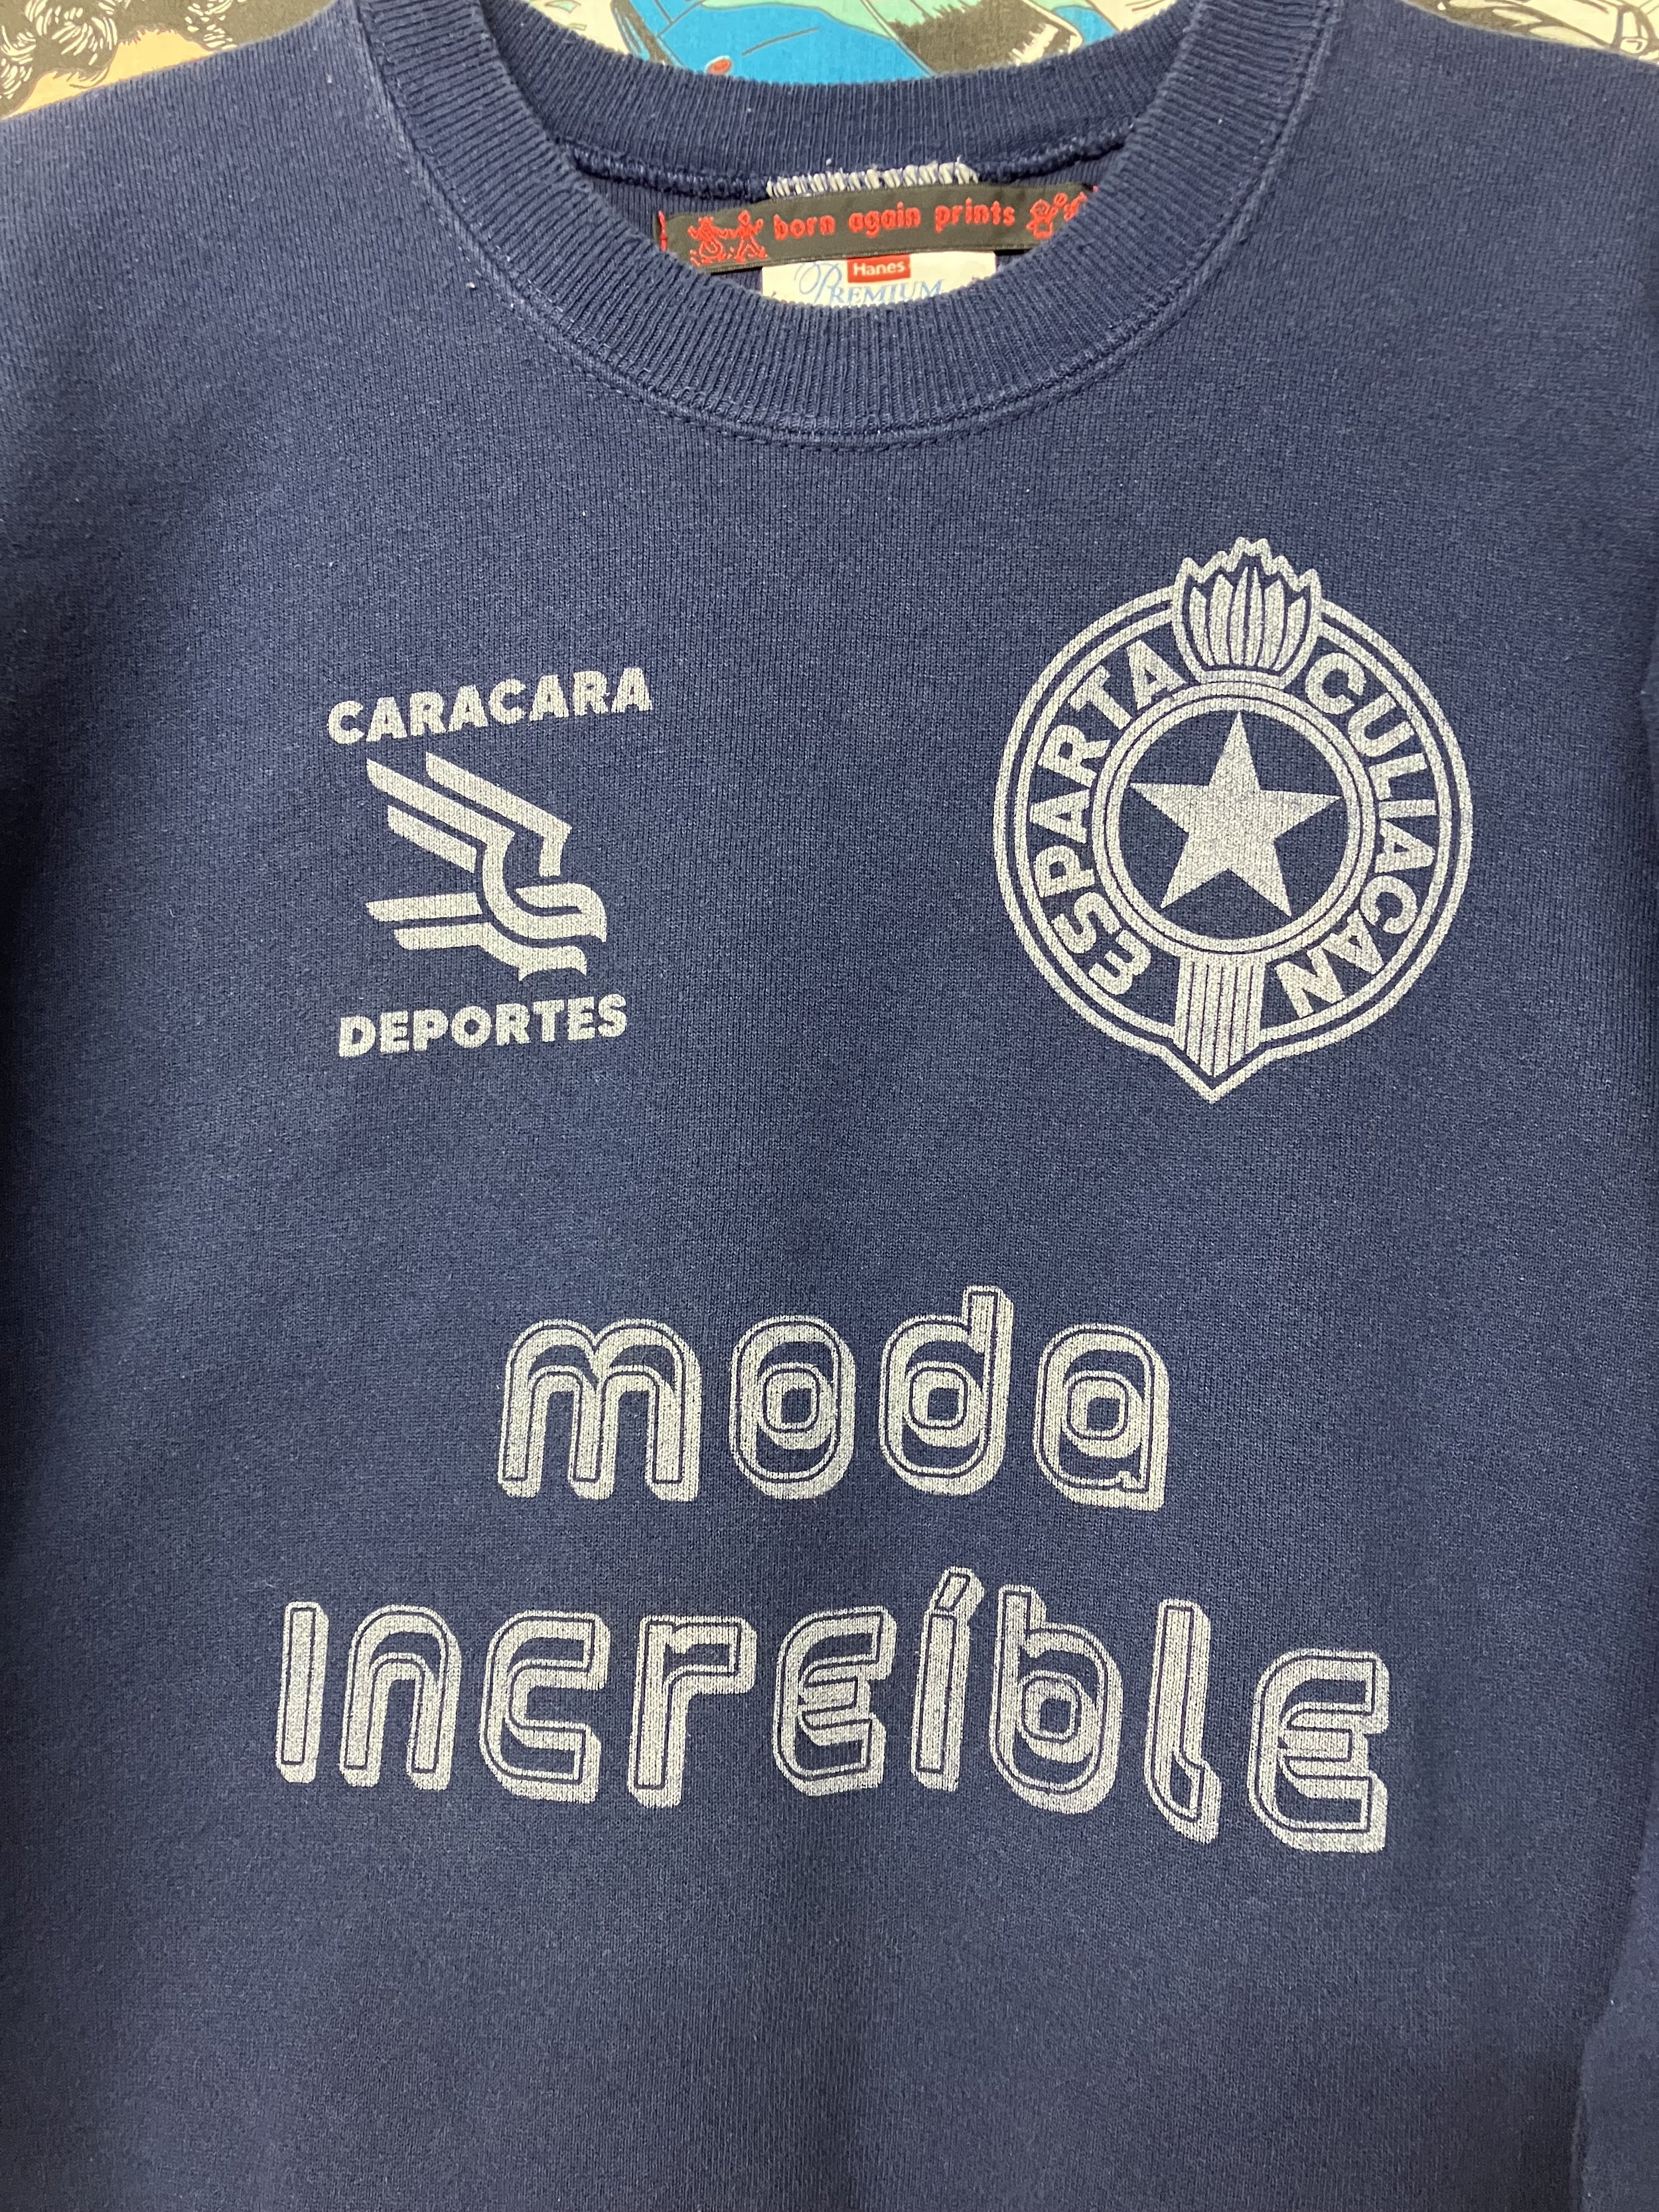 born again prints
Hanes
PREMIUM
CARACARA
DEPORTES
ESPARTA CULIACAN
moda
increíble